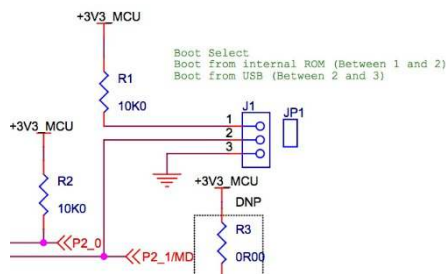 +3V3_MCU
Boot Select
Boot from internal ROM (Between 1 and 2)
Boot from USB (Between 2 and 3)
R1
10K0
J1
JP1
1
2
3
+3V3_MCU
R2
10K0
+3V3_MCU
DNP
R3
0R00
P2_0
P2_1/MD